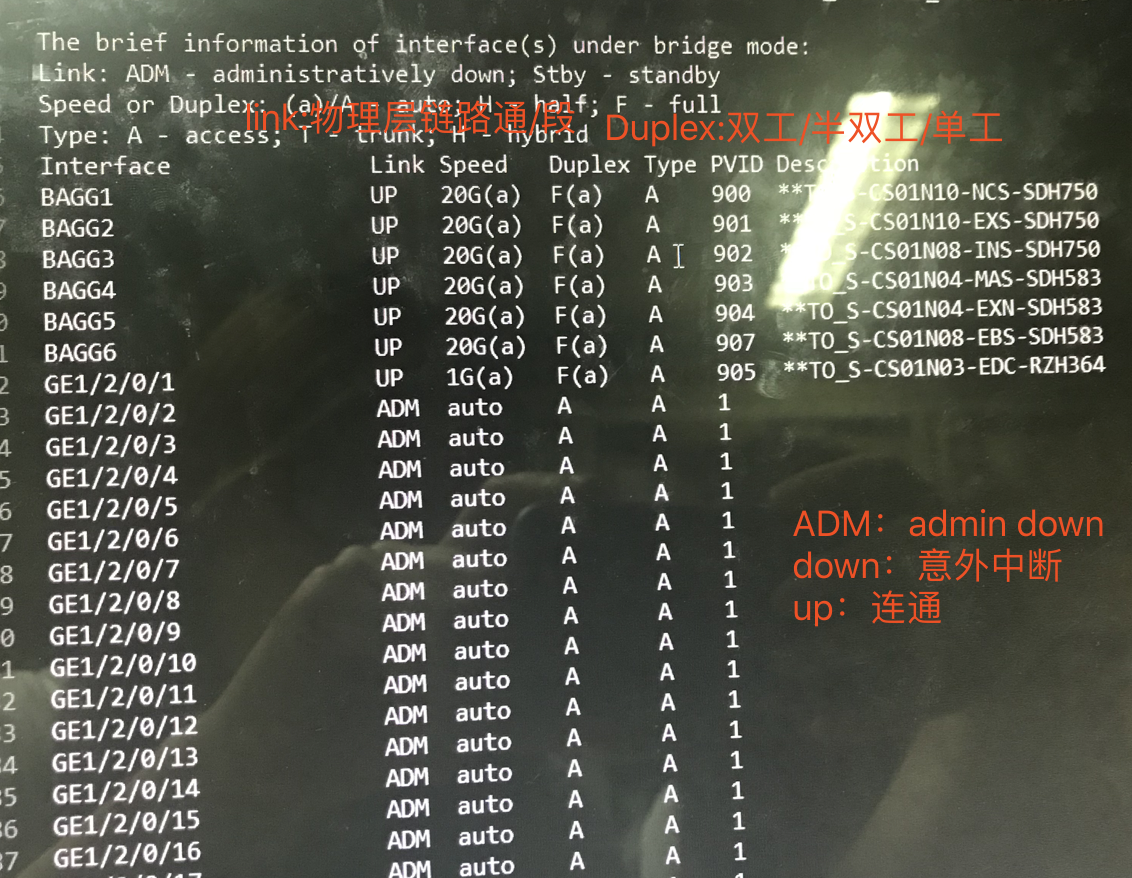 The brief information of interface(s) under bridge mode:
Link: ADM - administratively down; Stby - standby
Speed or Duplex: (a)/A - auto; H - half; F - full
link:物理层链路通/段
Duplex:双工/半双工/单工
Type: A - access; T - trunk; H - hybrid
Interface Link Speed Duplex Type PVID Description
BAGG1 UP 20G(a) F(a) A 900 -CS01N10-NCS-SDH750
BAGG2 UP 20G(a) F(a) A 901 S-CS01N10-EXS-SDH750
BAGG3 UP 20G(a) F(a) A 902 S-CS01N08-INS-SDH750
BAGG4 UP 20G(a) F(a) A 903 TO_S-CS01N04-MAS-SDH583
BAGG5 UP 20G(a) F(a) A 904 **TO_S-CS01N04-EXN-SDH583
BAGG6 UP 20G(a) F(a) A 907 **TO_S-CS01N08-EBS-SDH583
GE1/2/0/1 UP 1G(a) F(a) A 905 **TO_S-CS01N03-EDC-RZH364
GE1/2/0/2 ADM auto A A 1
GE1/2/0/3 ADM auto A A 1
GE1/2/0/4 ADM auto A A 1
GE1/2/0/5 ADM auto A A 1
GE1/2/0/6 ADM auto A A 1
GE1/2/0/7 ADM auto A A 1
GE1/2/0/8 ADM auto A A 1
GE1/2/0/9 ADM auto A A 1
GE1/2/0/10 ADM auto A A 1
GE1/2/0/11 ADM auto A A 1
GE1/2/0/12 ADM auto A A 1
GE1/2/0/13 ADM auto A A 1
GE1/2/0/14 ADM auto A A 1
GE1/2/0/15 ADM auto A A 1
GE1/2/0/16 ADM auto A A 1
ADM：admin down
down：意外中断
up：连通